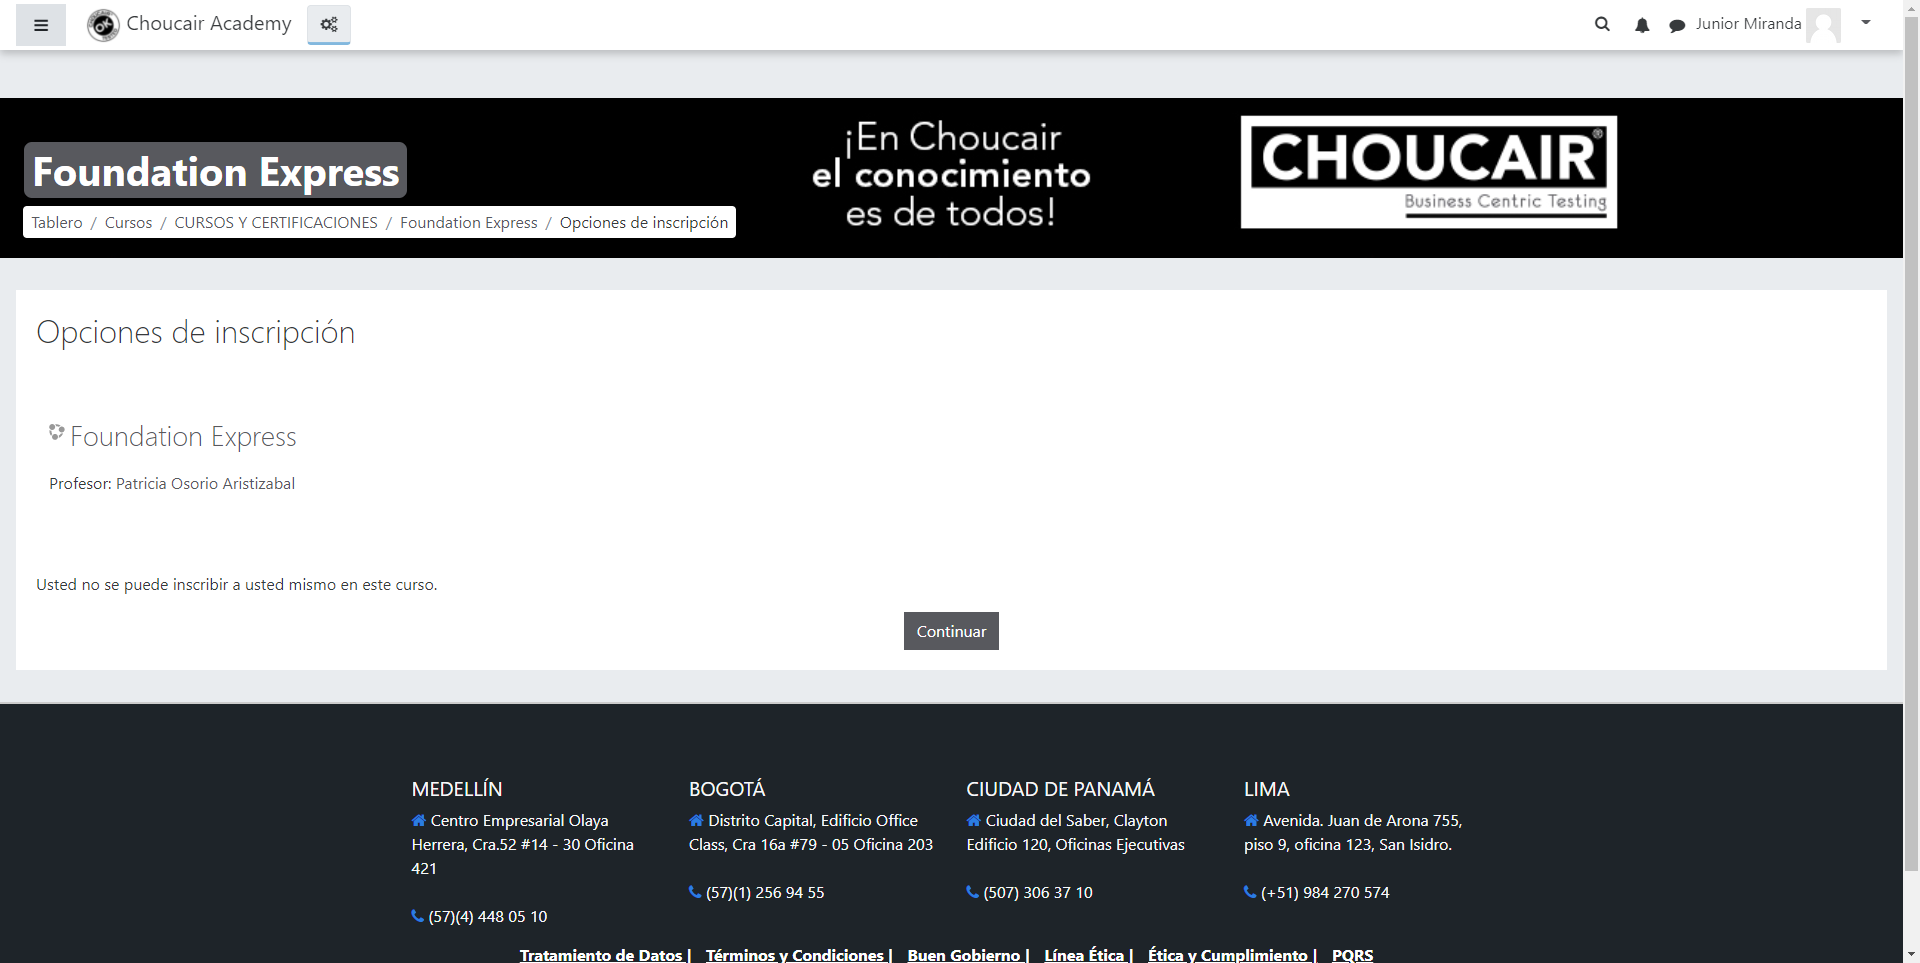 Choucair Academy
Junior Miranda
¡En Choucair
el conocimiento
es de todos!
CHOUCAIR®
Business Centric Testing
Foundation Express
Tablero / Cursos / CURSOS Y CERTIFICACIONES / Foundation Express / Opciones de inscripción
Opciones de inscripción
Foundation Express
Profesor: Patricia Osorio Aristizabal
Usted no se puede inscribir a usted mismo en este curso.
Continuar
MEDELLÍN
Centro Empresarial Olaya
Herrera, Cra.52 #14 - 30 Oficina
421
(57)(4) 448 05 10
BOGOTÁ
Distrito Capital, Edificio Office
Class, Cra 16a #79 - 05 Oficina 203
(57)(1) 256 94 55
CIUDAD DE PANAMÁ
Ciudad del Saber, Clayton
Edificio 120, Oficinas Ejecutivas
(507) 306 37 10
LIMA
Avenida. Juan de Arona 755,
piso 9, oficina 123, San Isidro.
(+51) 984 270 574
Tratamiento de Datos | Términos y Condiciones | Buen Gobierno | Línea Ética | Ética y Cumplimiento | PQRS